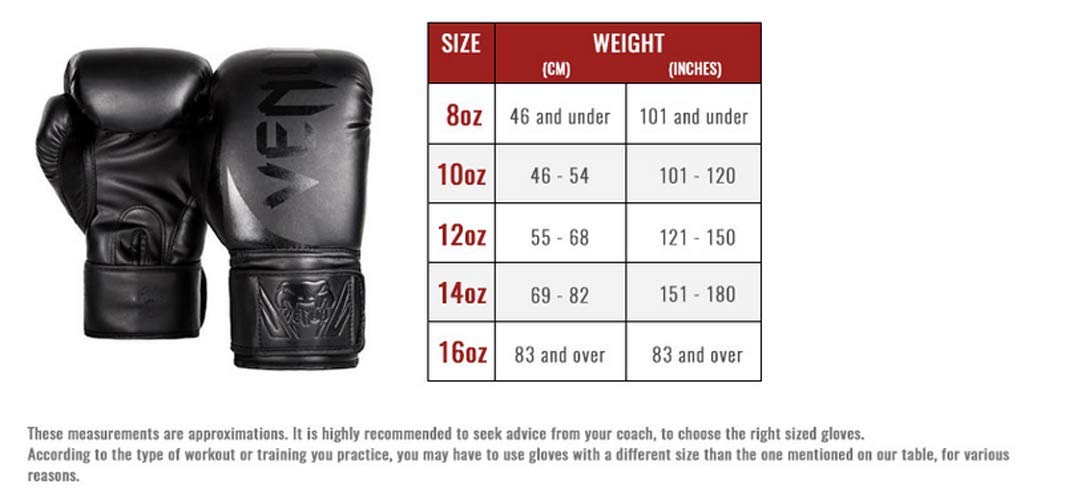 VENU
VENUM
SIZE WEIGHT
(CM) (INCHES)
8oz 46 and under 101 and under
10oz 46 - 54 101 - 120
12oz 55 - 68 121 - 150
14oz 69 - 82 151 - 180
16oz 83 and over 83 and over
These measurements are approximations. It is highly recommended to seek advice from your coach, to choose the right sized gloves.
According to the type of workout or training you practice, you may have to use gloves with a different size than the one mentioned on our table, for various
reasons.